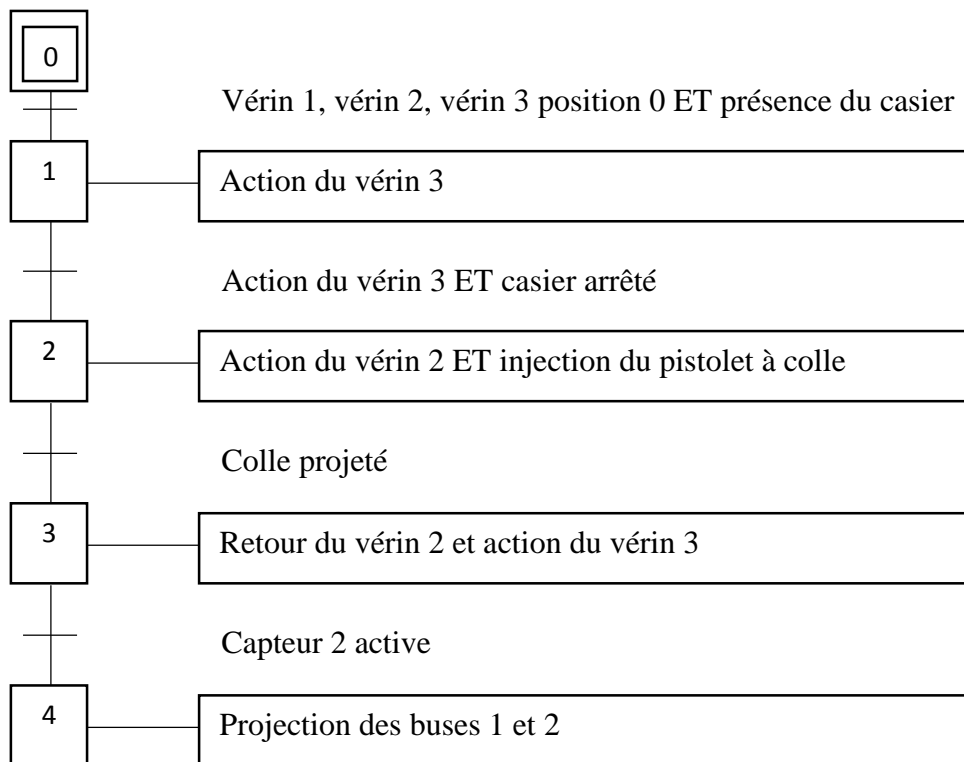 0
Vérin 1, vérin 2, vérin 3 position 0 ET présence du casier
1
Action du vérin 3
Action du vérin 3 ET casier arrêté
2
Action du vérin 2 ET injection du pistolet à colle
Colle projeté
3
Retour du vérin 2 et action du vérin 3
Capteur 2 active
4
Projection des buses 1 et 2